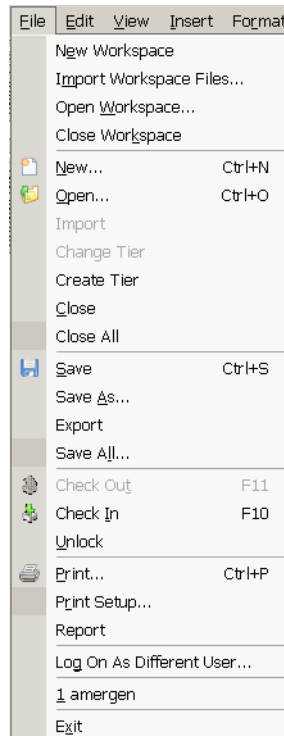 File Edit View Insert Format
New Workspace
Import Workspace Files...
Open Workspace...
Close Workspace
New... Ctrl+N
Open... Ctrl+O
Import
Change Tier
Create Tier
Close
Close All
Save Ctrl+S
Save As...
Export
Save All...
Check Out F11
Check In F10
Unlock
Print... Ctrl+P
Print Setup...
Report
Log On As Different User...
1 amergen
Exit